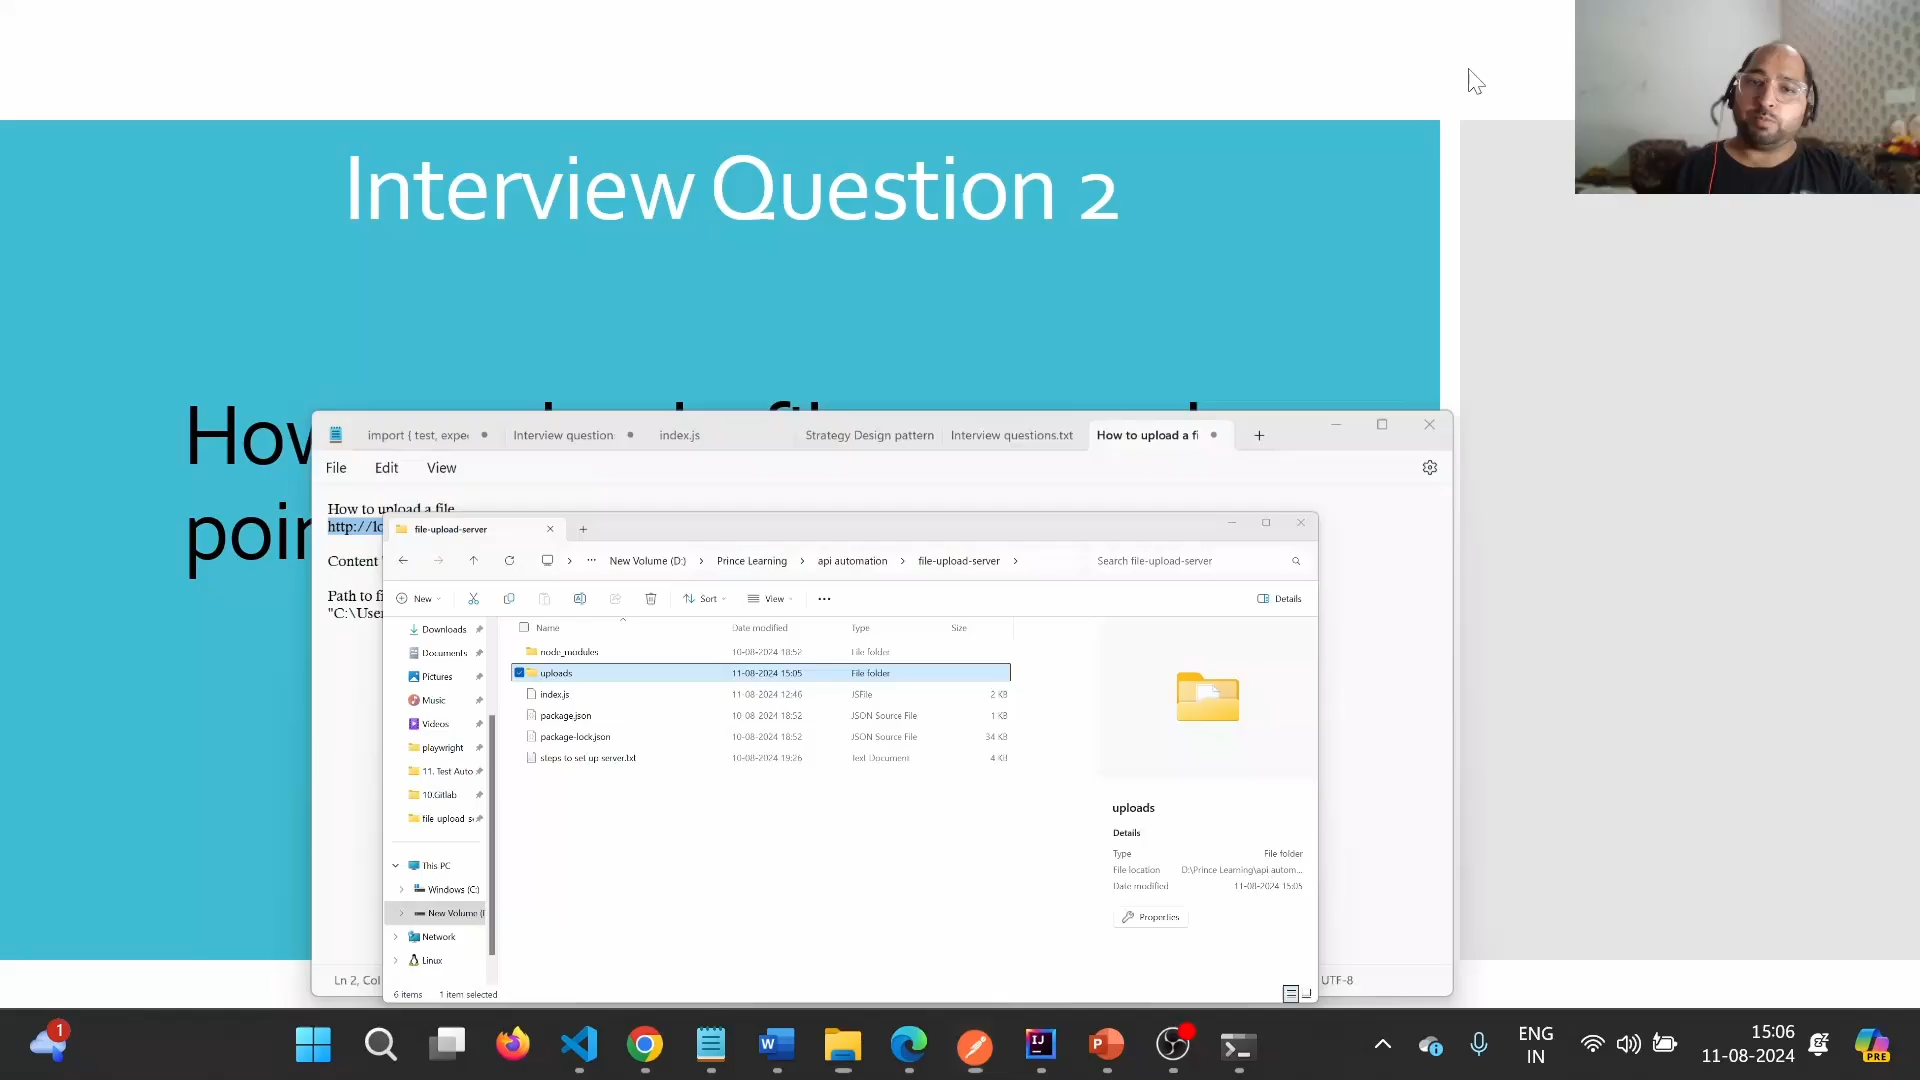 Interview Question 2
How
poin
import { test, expec
Interview question
index.js
Strategy Design pattern
Interview questions.txt
How to upload a fi
File
Edit
View
How to upload a file
http://lo
Content
Path to fi
"C:\User
Ln 2, Col
UTF-8
file-upload-server
New Volume (D:)
Prince Learning
api automation
file-upload-server
Search file-upload-server
New
Sort
View
Details
Downloads
Documents
Pictures
Music
Videos
playwright
11. Test Auto
10.Gitlab
file upload se
This PC
Windows (C:)
New Volume (
Network
Linux
Name Date modified Type Size
node_modules 10-08-2024 18:52 File folder
uploads 11-08-2024 15:05 File folder
index.js 11-08-2024 12:46 JSFile 2 KB
package.json 10-08-2024 18:52 JSON Source File 1 KB
package-lock.json 10-08-2024 18:52 JSON Source File 34 KB
steps to set up server.txt 10-08-2024 19:26 Text Document 4 KB
uploads
Details
Type File folder
File location D:\Prince Learning\api autom...
Date modified 11-08-2024 15:05
Properties
6 items 1 item selected
1
W
IJ
P
ENG
IN
15:06
11-08-2024
PRE